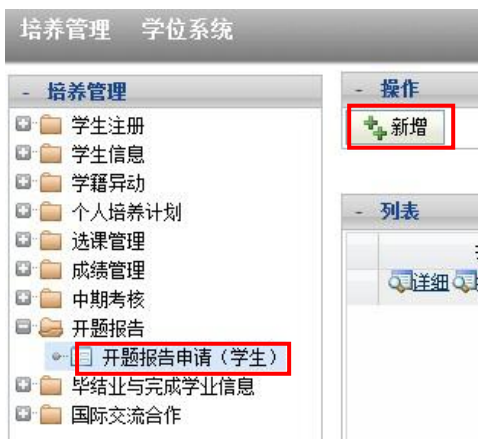 培养管理 学位系统
- 培养管理
学生注册
学生信息
学籍异动
个人培养计划
选课管理
成绩管理
中期考核
开题报告
开题报告申请（学生）
毕结业与完成学业信息
国际交流合作
- 操作
新增
- 列表
详细